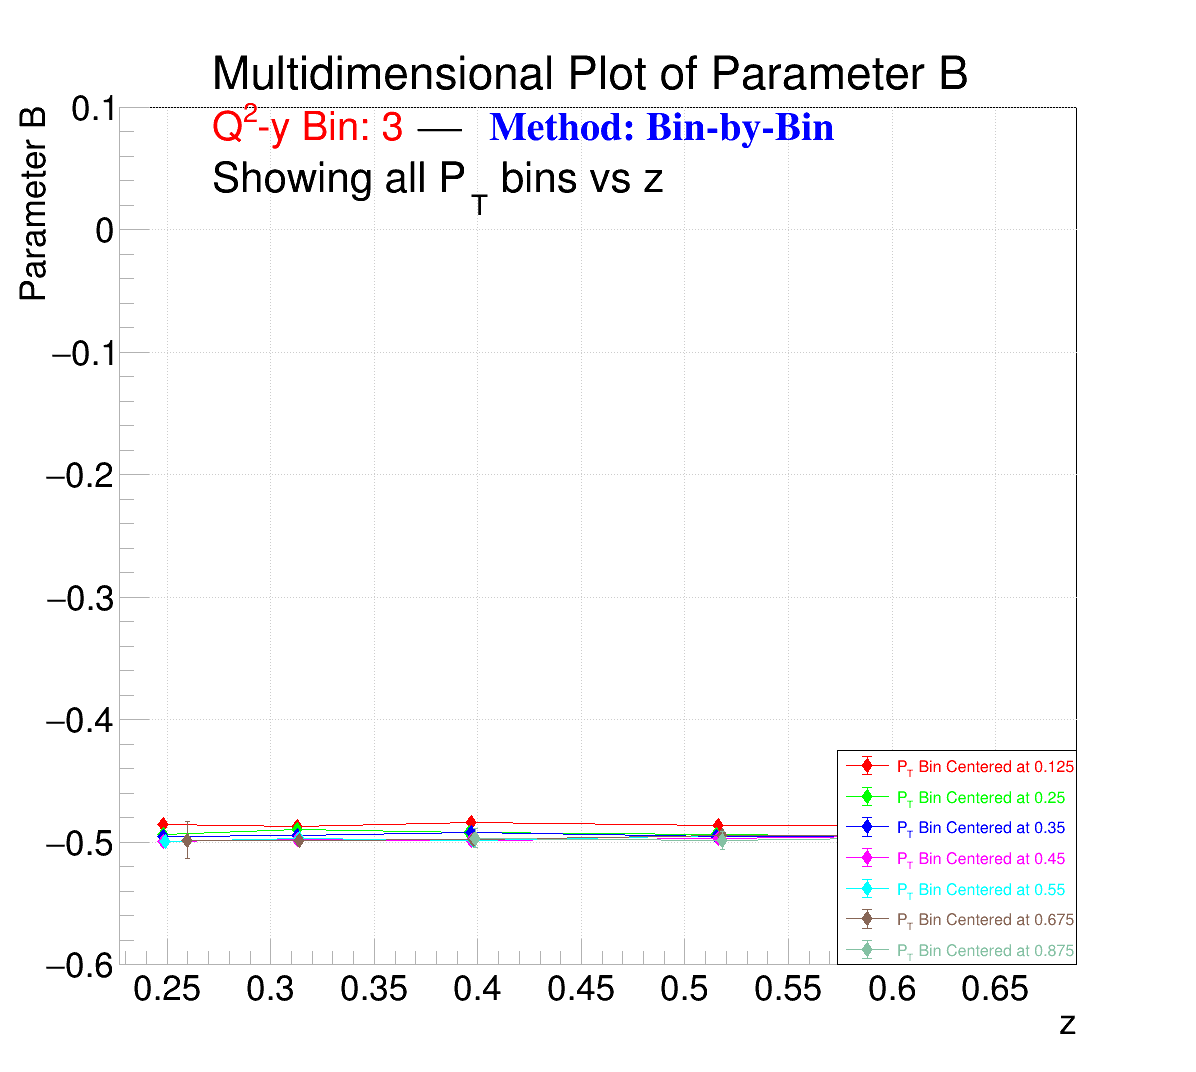 Multidimensional Plot of Parameter B
Q²-y Bin: 3 — Method: Bin-by-Bin
Showing all P_T bins vs z
Parameter B
0.1
0
−0.1
−0.2
−0.3
−0.4
−0.5
−0.6
P_T Bin Centered at 0.125
P_T Bin Centered at 0.25
P_T Bin Centered at 0.35
P_T Bin Centered at 0.45
P_T Bin Centered at 0.55
P_T Bin Centered at 0.675
P_T Bin Centered at 0.875
0.25 0.3 0.35 0.4 0.45 0.5 0.55 0.6 0.65
z